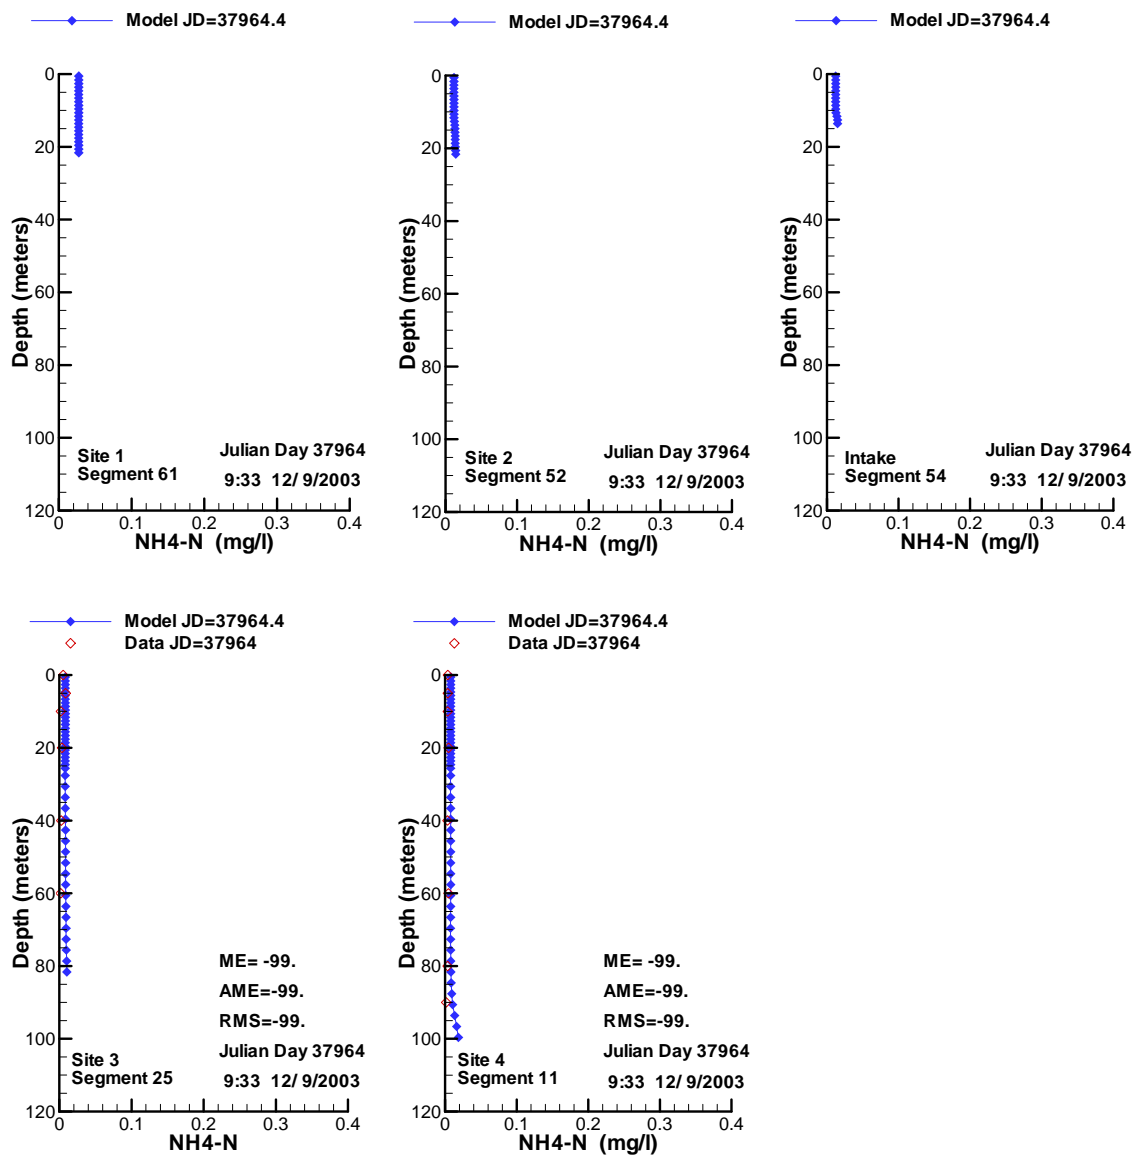 Model JD=37964.4
0
20
40
60
80
100
120
Depth (meters)
Site 1
Segment 61
Julian Day 37964
9:33 12/ 9/2003
0 0.1 0.2 0.3 0.4
NH4-N (mg/l)
Model JD=37964.4
0
20
40
60
80
100
120
Depth (meters)
Site 2
Segment 52
Julian Day 37964
9:33 12/ 9/2003
0 0.1 0.2 0.3 0.4
NH4-N (mg/l)
Model JD=37964.4
0
20
40
60
80
100
120
Depth (meters)
Intake
Segment 54
Julian Day 37964
9:33 12/ 9/2003
0 0.1 0.2 0.3 0.4
NH4-N (mg/l)
Model JD=37964.4
Data JD=37964
0
20
40
60
80
100
120
Depth (meters)
ME= -99.
AME=-99.
RMS=-99.
Site 3
Segment 25
Julian Day 37964
9:33 12/ 9/2003
0 0.1 0.2 0.3 0.4
NH4-N
Model JD=37964.4
Data JD=37964
0
20
40
60
80
100
120
Depth (meters)
ME= -99.
AME=-99.
RMS=-99.
Site 4
Segment 11
Julian Day 37964
9:33 12/ 9/2003
0 0.1 0.2 0.3 0.4
NH4-N (mg/l)